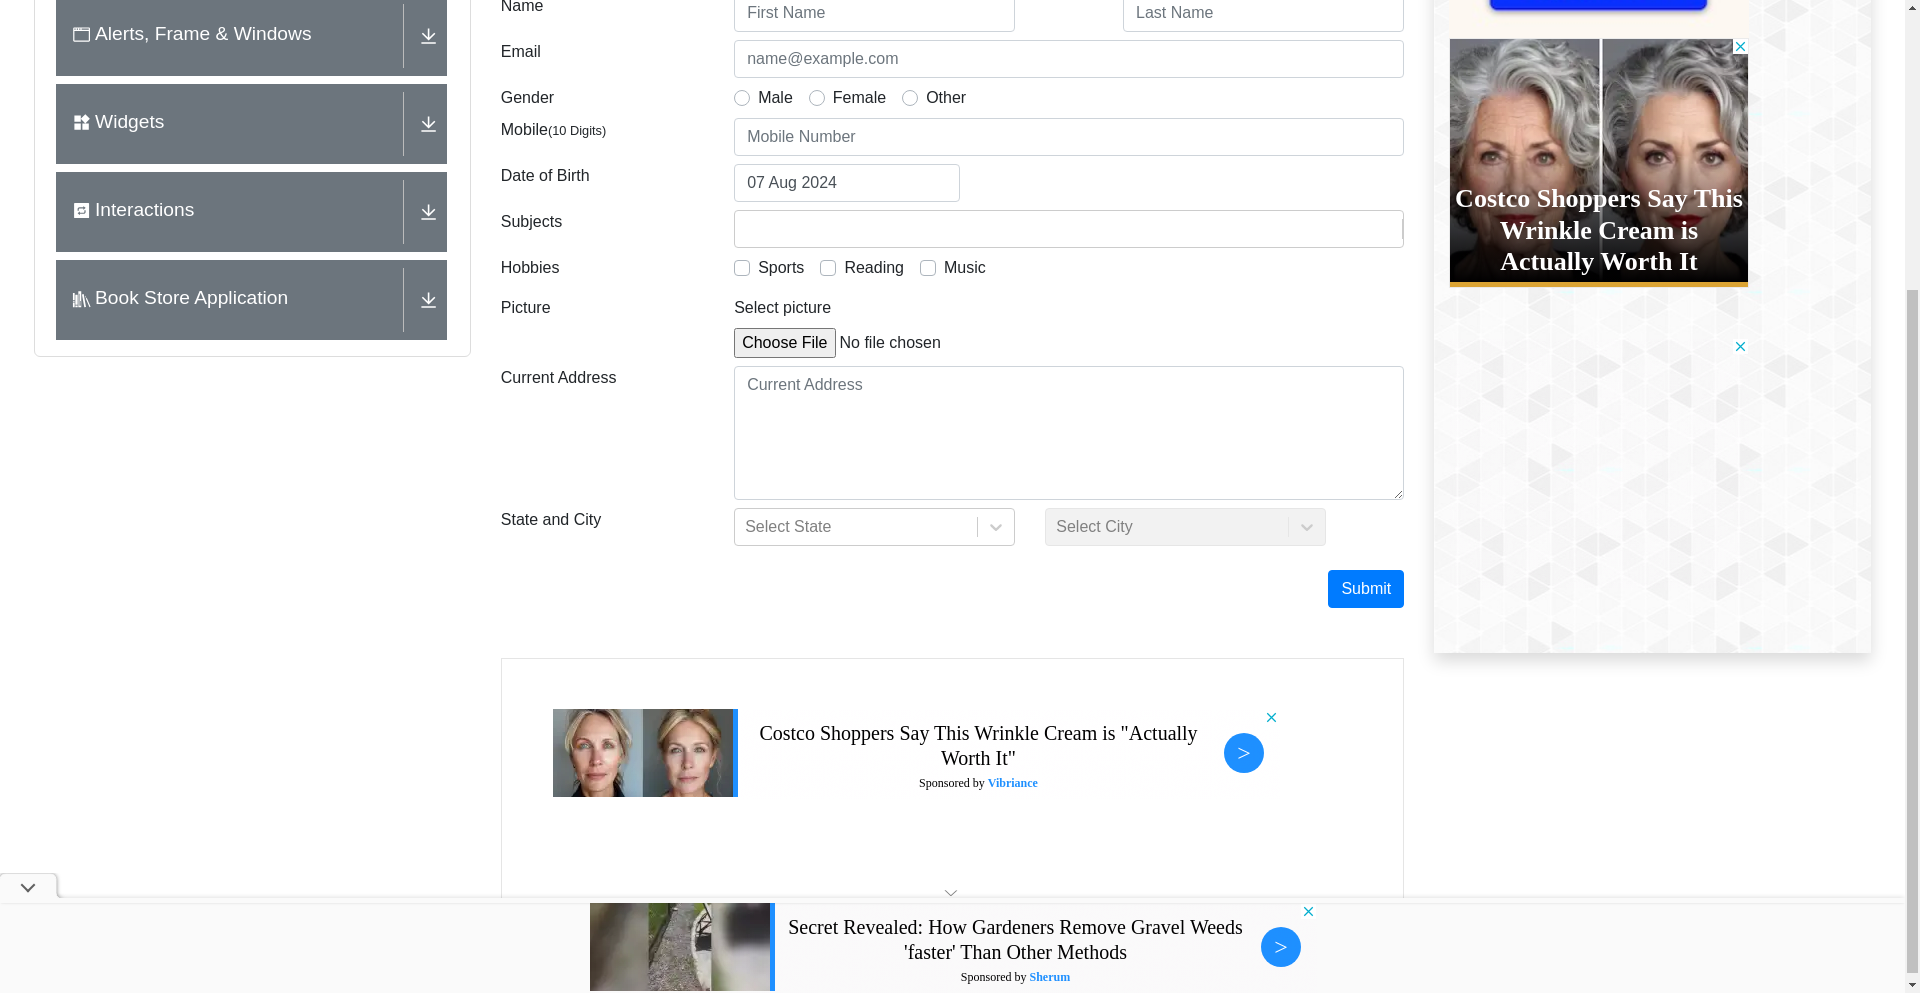 Name
First Name
Last Name
Alerts, Frame & Windows
Email
name@example.com
Gender
Male
Female
Other
Widgets
Mobile(10 Digits)
Mobile Number
Date of Birth
07 Aug 2024
Interactions
Subjects
Hobbies
Sports
Reading
Music
Book Store Application
Picture
Select picture
Choose File No file chosen
Current Address
Current Address
State and City
Select State
Select City
Submit
Costco Shoppers Say This
Wrinkle Cream is
Actually Worth It
Costco Shoppers Say This Wrinkle Cream is "Actually
Worth It"
Sponsored by Vibriance
>
Secret Revealed: How Gardeners Remove Gravel Weeds
'faster' Than Other Methods
Sponsored by Sherum
>